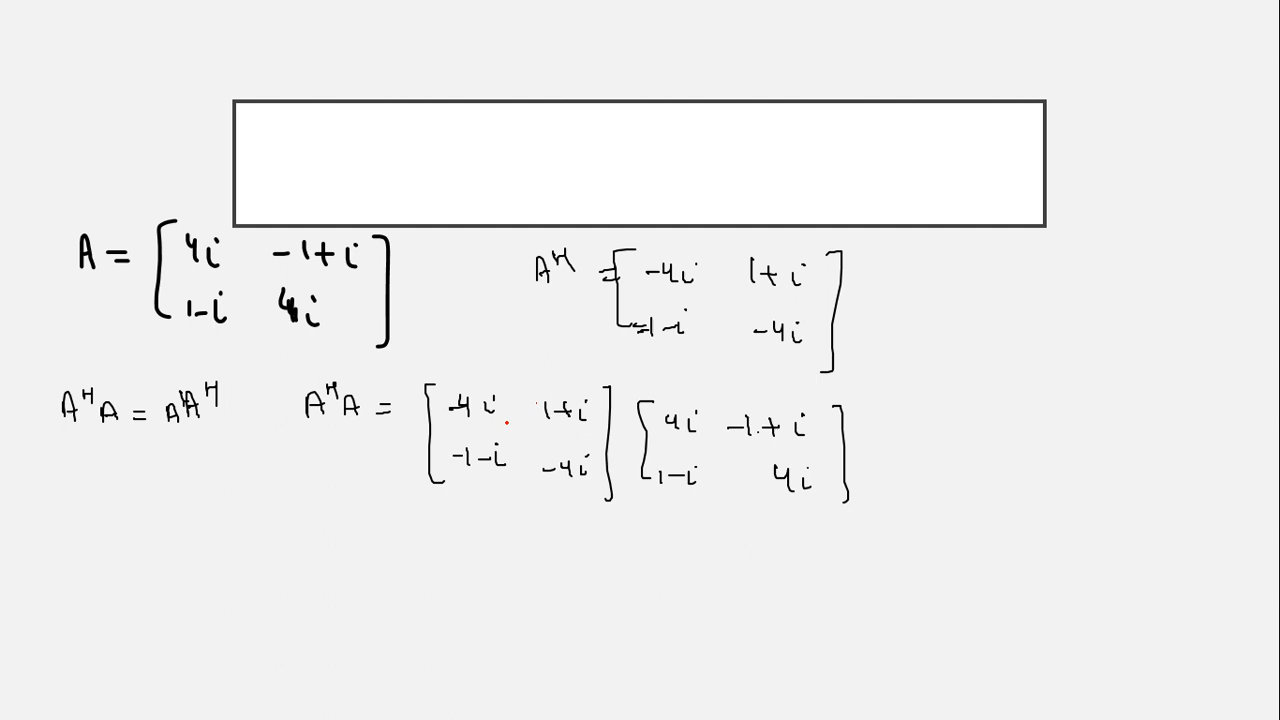 A = [ 4i -1+i
1-i 4i ]
A^H = [ -4i 1+i
-1-i -4i ]
A^H A = A A^H
A^H A = [ -4i 1+i
-1-i -4i ] [ 4i -1+i
1-i 4i ]